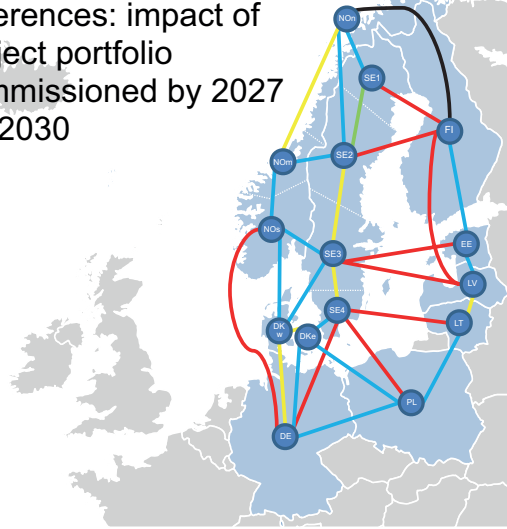 erences: impact of
ject portfolio
missioned by 2027
2030
NOn
SE1
FI
SE2
NOm
NOs
EE
SE3
LV
SE4
LT
DK
w
DKe
PL
DE